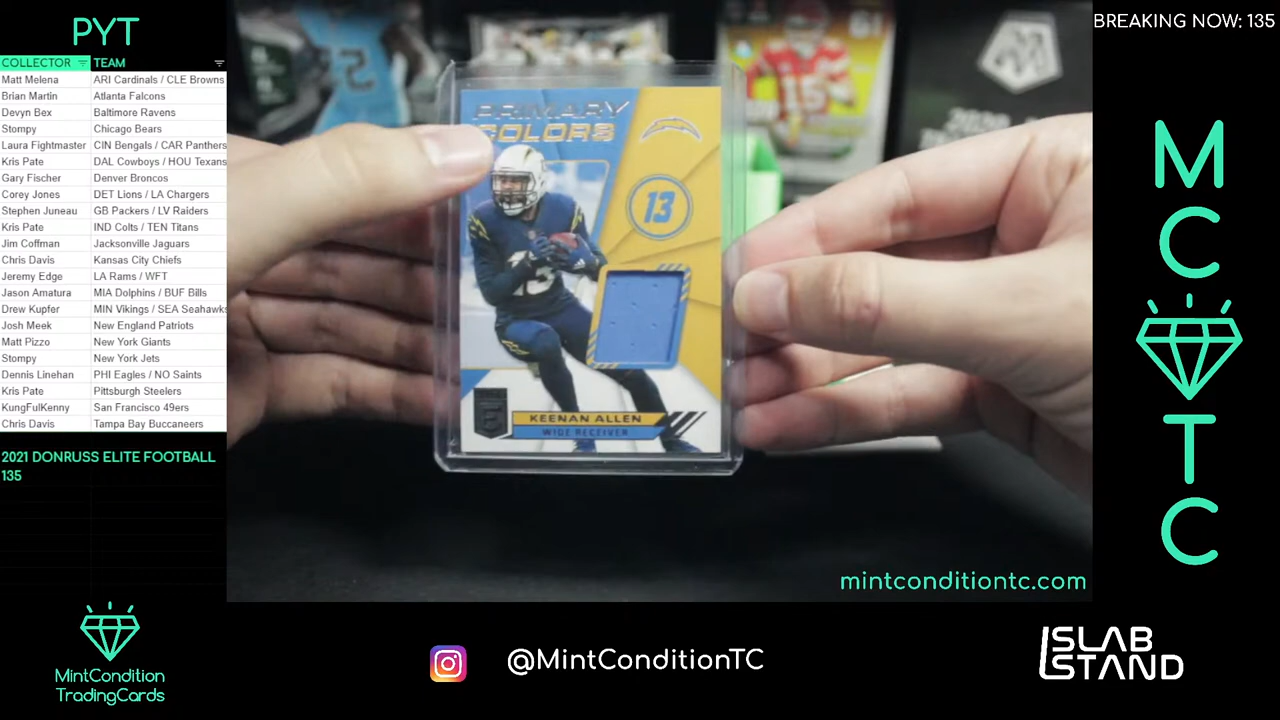 PYT
COLLECTOR TEAM
Matt Melena ARI Cardinals / CLE Browns
Brian Martin Atlanta Falcons
Devyn Bex Baltimore Ravens
Stompy Chicago Bears
Laura Fightmaster CIN Bengals / CAR Panthers
Kris Pate DAL Cowboys / HOU Texans
Gary Fischer Denver Broncos
Corey Jones DET Lions / LA Chargers
Stephen Juneau GB Packers / LV Raiders
Kris Pate IND Colts / TEN Titans
Jim Coffman Jacksonville Jaguars
Chris Davis Kansas City Chiefs
Jeremy Edge LA Rams / WFT
Jason Amatura MIA Dolphins / BUF Bills
Drew Kupfer MIN Vikings / SEA Seahawks
Josh Meek New England Patriots
Matt Pizzo New York Giants
Stompy New York Jets
Dennis Linehan PHI Eagles / NO Saints
Kris Pate Pittsburgh Steelers
KungFulKenny San Francisco 49ers
Chris Davis Tampa Bay Buccaneers
2021 DONRUSS ELITE FOOTBALL
135
MintCondition
TradingCards
PRIMARY
COLORS
13
KEENAN ALLEN
WIDE RECEIVER
15
mintconditiontc.com
@MintConditionTC
BREAKING NOW: 135
M
C
T
C
SLAB
STAND